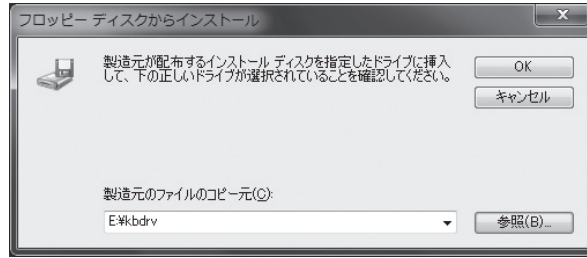 フロッピー ディスクからインストール
製造元が配布するインストール ディスクを指定したドライブに挿入
して、下の正しいドライブが選択されていることを確認してください。
OK
キャンセル
製造元のファイルのコピー元(C):
E:¥kbdrv
参照(B)...